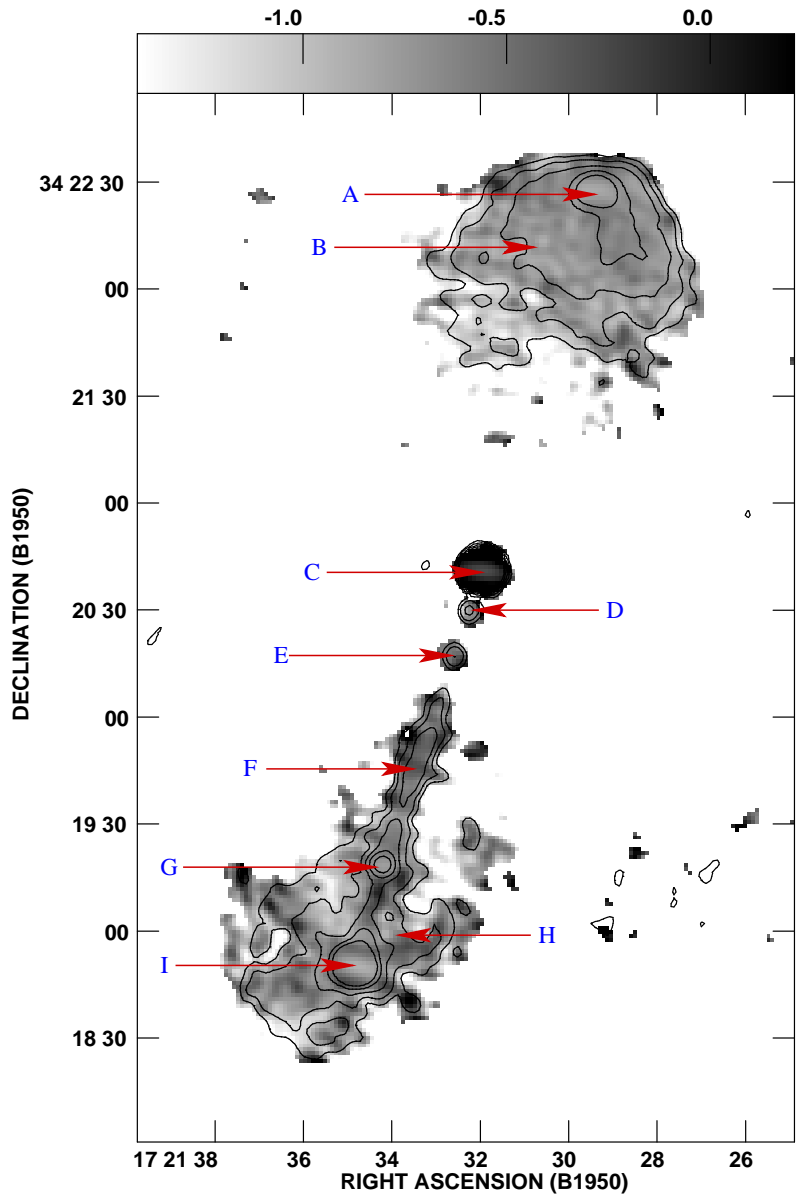 -1.0 -0.5 0.0
34 22 30
A
B
00
21 30
00
C
20 30
D
E
00
F
19 30
G
00
H
I
18 30
17 21 38 36 34 32 30 28 26
RIGHT ASCENSION (B1950)
DECLINATION (B1950)